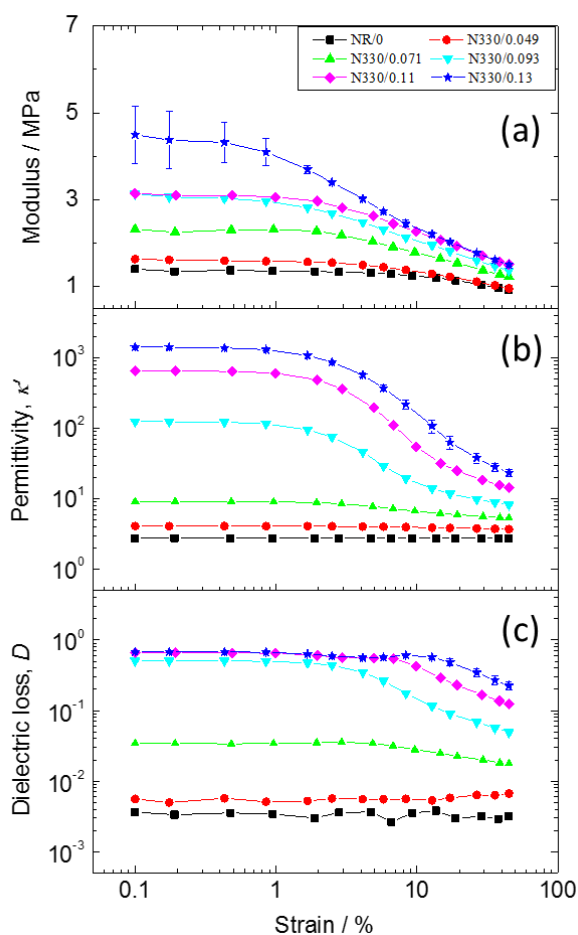 7
5
3
1
Modulus / MPa
NR/0
N330/0.049
N330/0.071
N330/0.093
N330/0.11
N330/0.13
(a)
10³
10²
10¹
10⁰
Permittivity, κ′
(b)
10⁰
10⁻¹
10⁻²
10⁻³
Dielectric loss, D
(c)
0.1
1
10
100
Strain / %